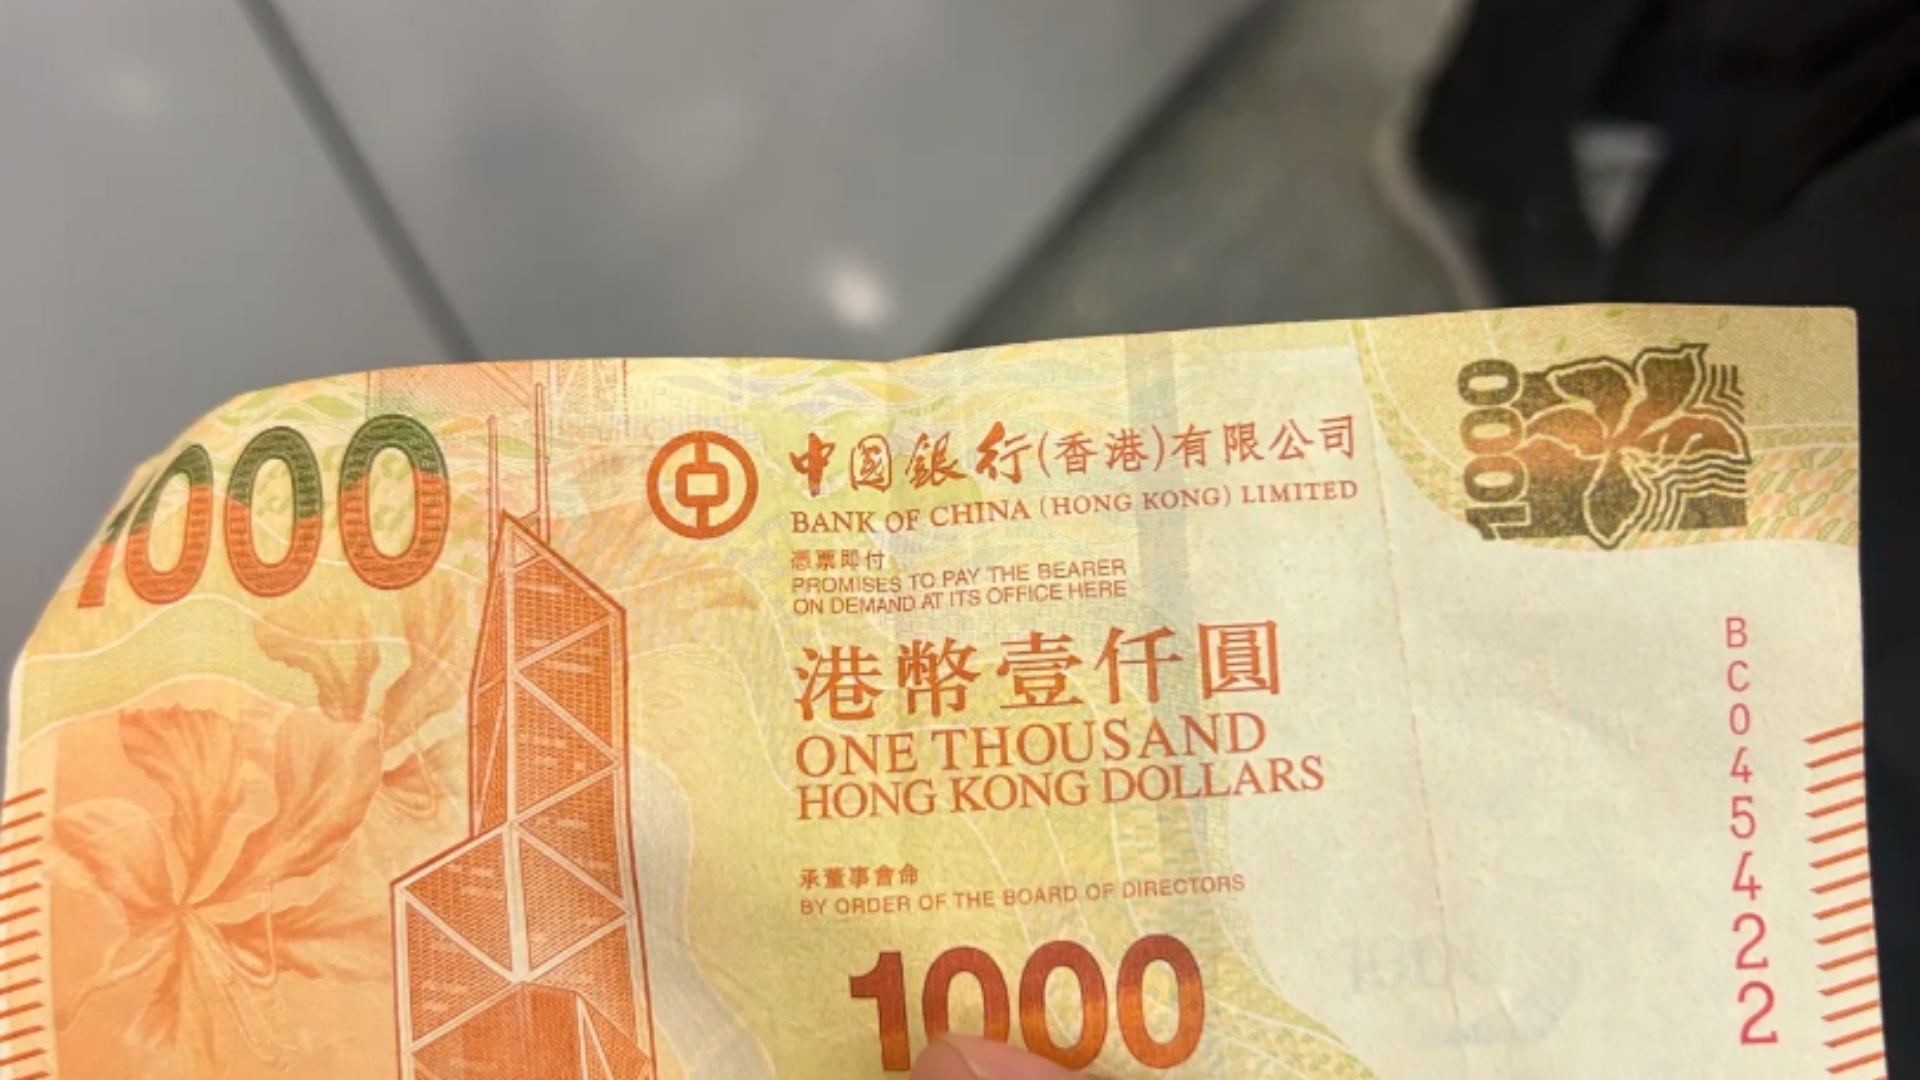 1000
中國銀行(香港)有限公司
BANK OF CHINA (HONG KONG) LIMITED
憑票即付
PROMISES TO PAY THE BEARER
ON DEMAND AT ITS OFFICE HERE
港幣壹仟圓
ONE THOUSAND
HONG KONG DOLLARS
承董事會命
BY ORDER OF THE BOARD OF DIRECTORS
1000
1000
BC045422